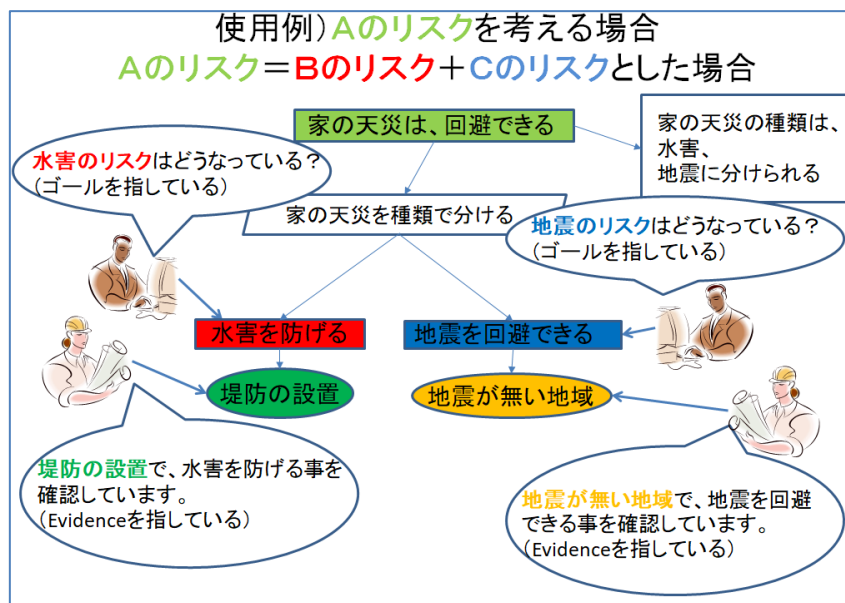 使用例）Aのリスクを考える場合
Aのリスク＝Bのリスク＋Cのリスクとした場合
家の天災は、回避できる
家の天災の種類は、
水害、
地震に分けられる
水害のリスクはどうなっている？
(ゴールを指している)
家の天災を種類で分ける
地震のリスクはどうなっている？
(ゴールを指している)
水害を防げる
地震を回避できる
堤防の設置
地震が無い地域
堤防の設置で、水害を防げる事を
確認しています。
(Evidenceを指している)
地震が無い地域で、地震を回避
できる事を確認しています。
(Evidenceを指している)